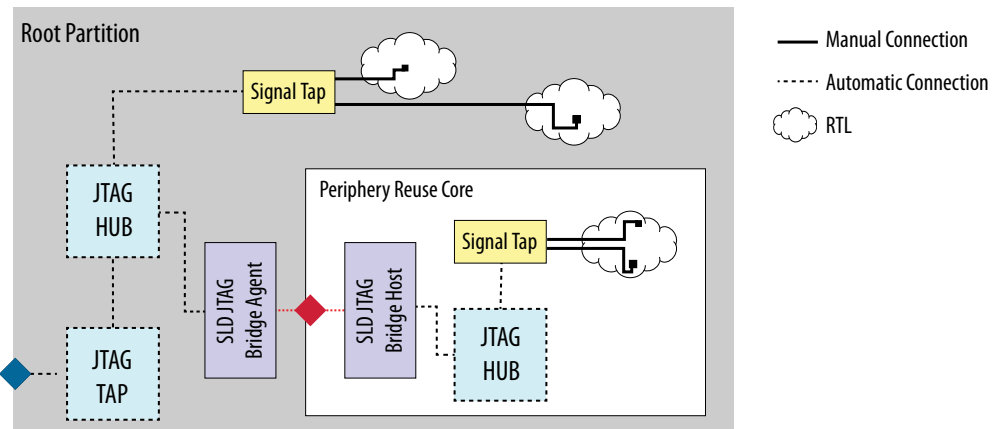 Root Partition
Manual Connection
Automatic Connection
RTL
Signal Tap
JTAG
HUB
Periphery Reuse Core
Signal Tap
SLD JTAG
Bridge Agent
SLD JTAG
Bridge Host
JTAG
HUB
JTAG
TAP